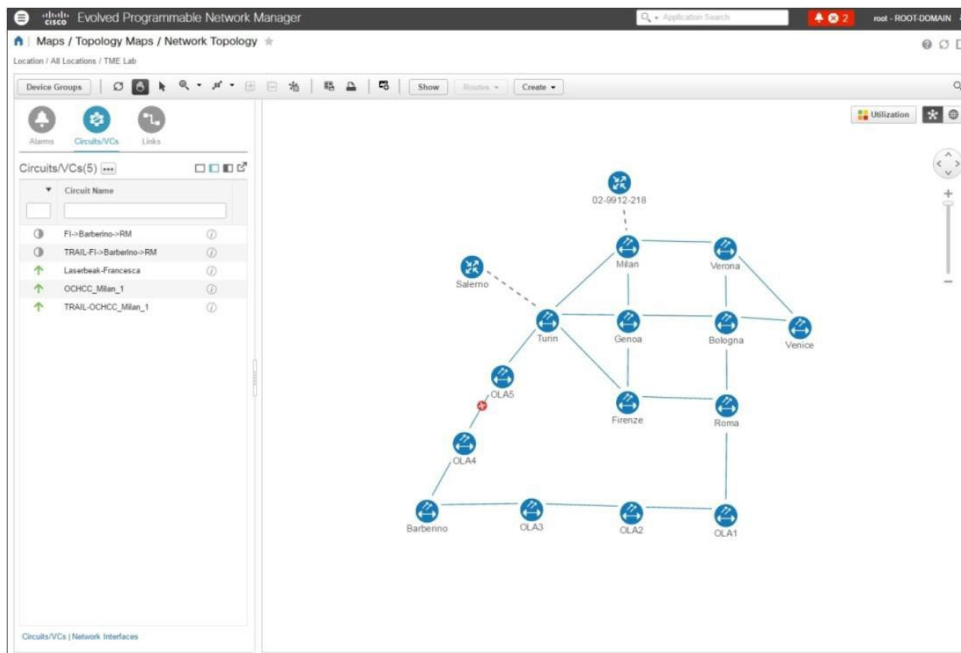 cisco Evolved Programmable Network Manager
Application Search
2
root - ROOT-DOMAIN
Maps / Topology Maps / Network Topology
Location / All Locations / TME Lab
Device Groups
Show
Routes
Create
Alarms
Circuits/VCs
Links
Utilization
Circuits/VCs(5)
Circuit Name
FI->Barberino->RM
TRAIL-FI->Barberino->RM
Laserbeak-Francesca
OCHCC_Milan_1
TRAIL-OCHCC_Milan_1
02-9912-218
Milan
Verona
Salerno
Turin
Genoa
Bologna
Venice
OLA5
Firenze
Roma
OLA4
Barberino
OLA3
OLA2
OLA1
Circuits/VCs | Network Interfaces